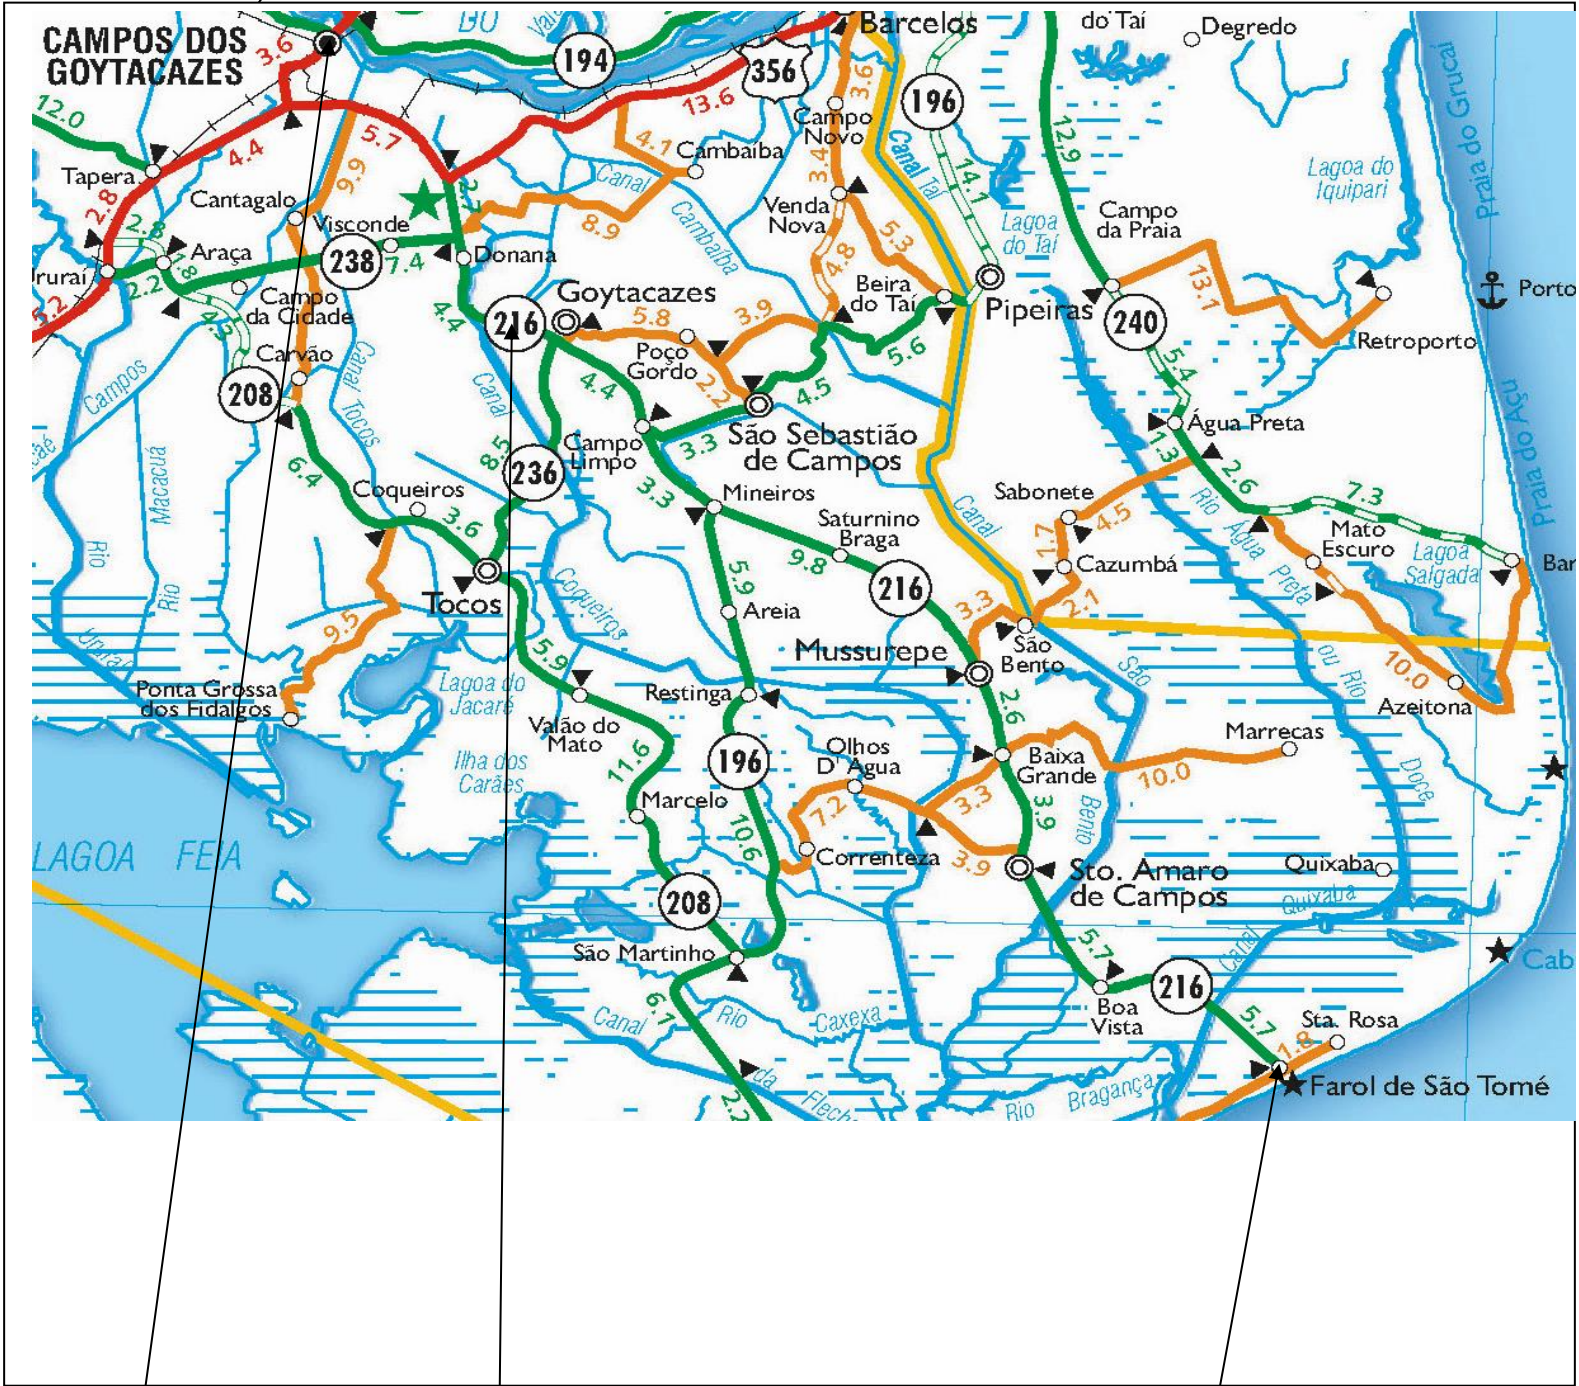 CAMPOS DOS
GOYTACAZES
3.6
12.0
194
356
13.6
Barcelos
3.6
196
do Taí
Degredo
Praia do Gruçaí
Tapera
4.4
5.7
9.9
4.1
Cambaiba
Canal
Campo
Novo
3.4
Canal Taí
14.1
12.9
Lagoa do
Iquipari
2.8
2.8
Cantagalo
Visconde
2.7
8.9
Cambaíba
Venda
Nova
5.3
Lagoa
do Taí
Campo
da Praia
Araça
1.8
238
7.4
Donana
4.8
13.1
Ururaí
2.2
5.2
4.3
Campo
da Cidade
4.4
216
Goytacazes
5.8
3.9
Beira
do Taí
Pipeiras
240
Porto
Retroporto
Carvão
Canal Tocos
Campos
208
Canal
4.4
Poço
Gordo
2.2
4.5
5.6
5.4
Praia do Açu
Macacuá
Rio
Rio
6.4
Coqueiros
8.5
236
Campo
Limpo
3.3
São Sebastião
de Campos
Água Preta
1.3
2.6
3.3
Mineiros
Saturnino
Braga
9.8
Canal
Sabonete
4.5
1.7
Rio Água Preta
7.3
Mato
Escuro
Lagoa
Salgada
Bar
3.6
Tocos
Coqueiros
5.9
Areia
216
Cazumbá
2.1
3.3
São
Bento
Ururaí
9.5
5.9
Mussurepe
São
ou Rio
10.0
Azeitona
Ponta Grossa
dos Fidalgos
Lagoa do
Jacaré
Valão do
Mato
Restinga
2.6
Marrecas
Ilha dos
Carães
11.6
196
Olhos
D' Agua
Baixa
Grande
10.0
Doce
Marcelo
7.2
3.3
3.9
Bento
LAGOA FEIA
10.6
Correnteza
3.9
Sto. Amaro
de Campos
Quixaba
Quixaba
208
São Martinho
5.7
Canal
Cab
6.1
Canal
Rio
Caxexa
Boa
Vista
216
5.7
Sta. Rosa
1.8
da
2.2
Rio
Bragança
Farol de São Tomé